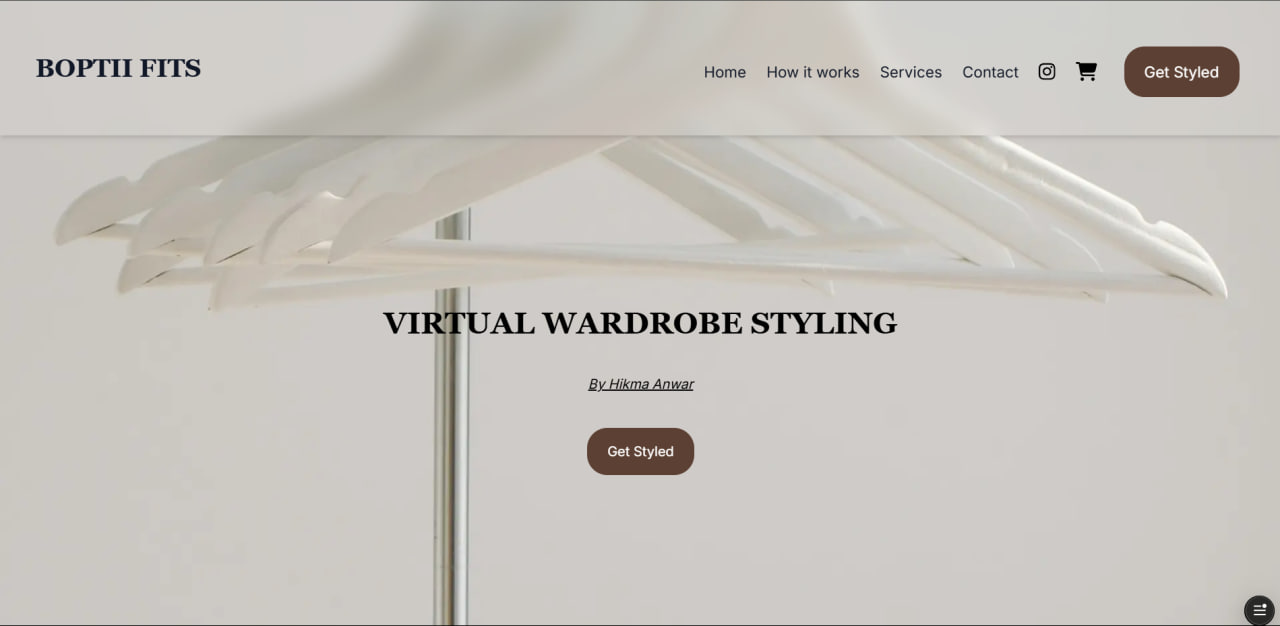 BOPTII FITS
Home How it works Services Contact Get Styled
VIRTUAL WARDROBE STYLING
By Hikma Anwar
Get Styled